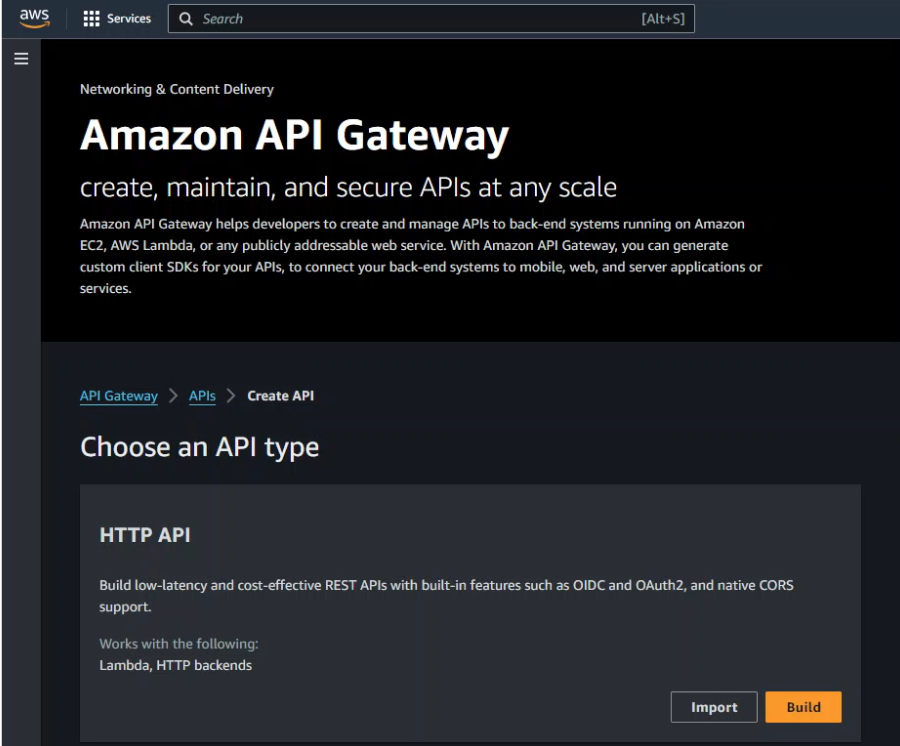 aws Services Search [Alt+S]
Networking & Content Delivery
Amazon API Gateway
create, maintain, and secure APIs at any scale
Amazon API Gateway helps developers to create and manage APIs to back-end systems running on Amazon
EC2, AWS Lambda, or any publicly addressable web service. With Amazon API Gateway, you can generate
custom client SDKs for your APIs, to connect your back-end systems to mobile, web, and server applications or
services.
API Gateway > APIs > Create API
Choose an API type
HTTP API
Build low-latency and cost-effective REST APIs with built-in features such as OIDC and OAuth2, and native CORS
support.
Works with the following:
Lambda, HTTP backends
Import Build